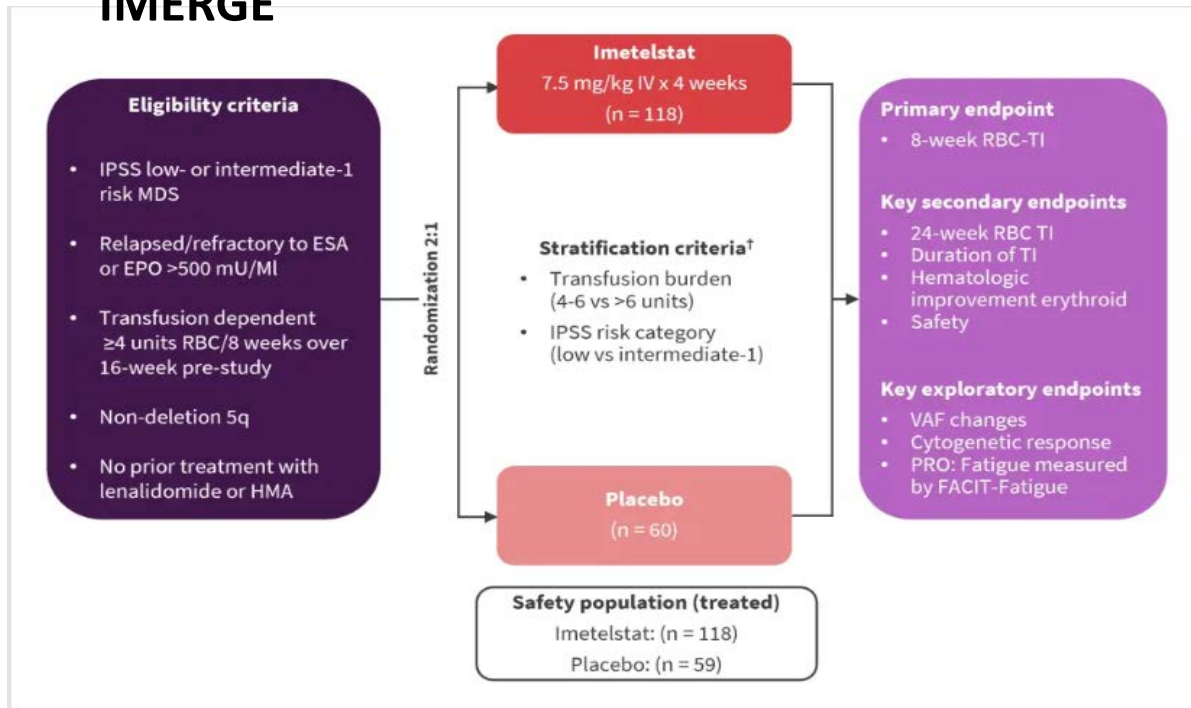 IMERGE
Eligibility criteria
• IPSS low- or intermediate-1
risk MDS
• Relapsed/refractory to ESA
or EPO >500 mU/Ml
• Transfusion dependent
≥4 units RBC/8 weeks over
16-week pre-study
• Non-deletion 5q
• No prior treatment with
lenalidomide or HMA
Randomization 2:1
Imetelstat
7.5 mg/kg IV x 4 weeks
(n = 118)
Stratification criteria†
• Transfusion burden
(4-6 vs >6 units)
• IPSS risk category
(low vs intermediate-1)
Placebo
(n = 60)
Safety population (treated)
Imetelstat: (n = 118)
Placebo: (n = 59)
Primary endpoint
• 8-week RBC-TI
Key secondary endpoints
• 24-week RBC TI
• Duration of TI
• Hematologic
improvement erythroid
• Safety
Key exploratory endpoints
• VAF changes
• Cytogenetic response
• PRO: Fatigue measured
by FACIT-Fatigue